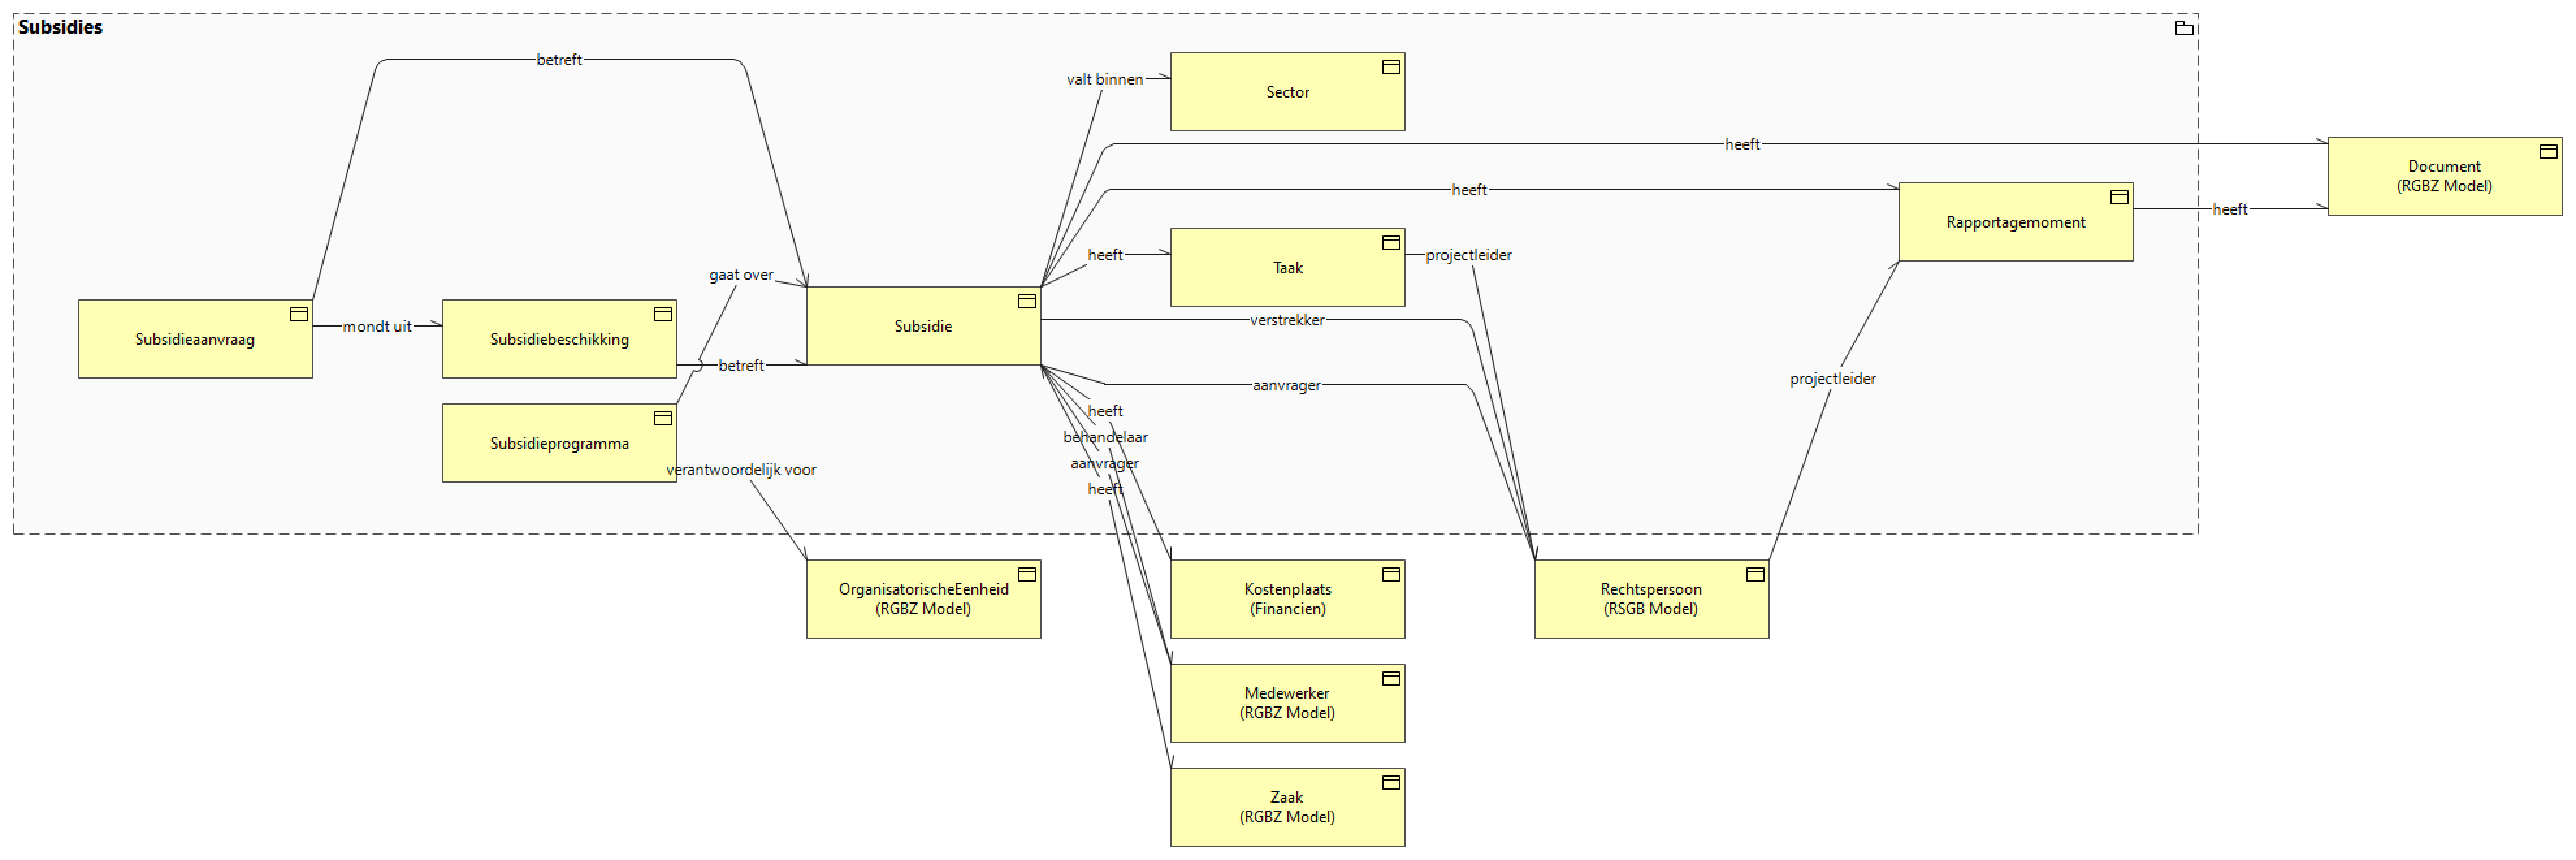 Subsidies
betreft
valt binnen
Sector
heeft
Document
(RGBZ Model)
heeft
Rapportagemoment
heeft
heeft
Taak
projectleider
gaat over
Subsidieaanvraag
mondt uit
Subsidiebeschikking
betreft
Subsidie
verstrekker
aanvrager
projectleider
Subsidieprogramma
verantwoordelijk voor
heeft
behandelaar
aanvrager
heeft
OrganisatorischeEenheid
(RGBZ Model)
Kostenplaats
(Financien)
Rechtspersoon
(RSGB Model)
Medewerker
(RGBZ Model)
Zaak
(RGBZ Model)